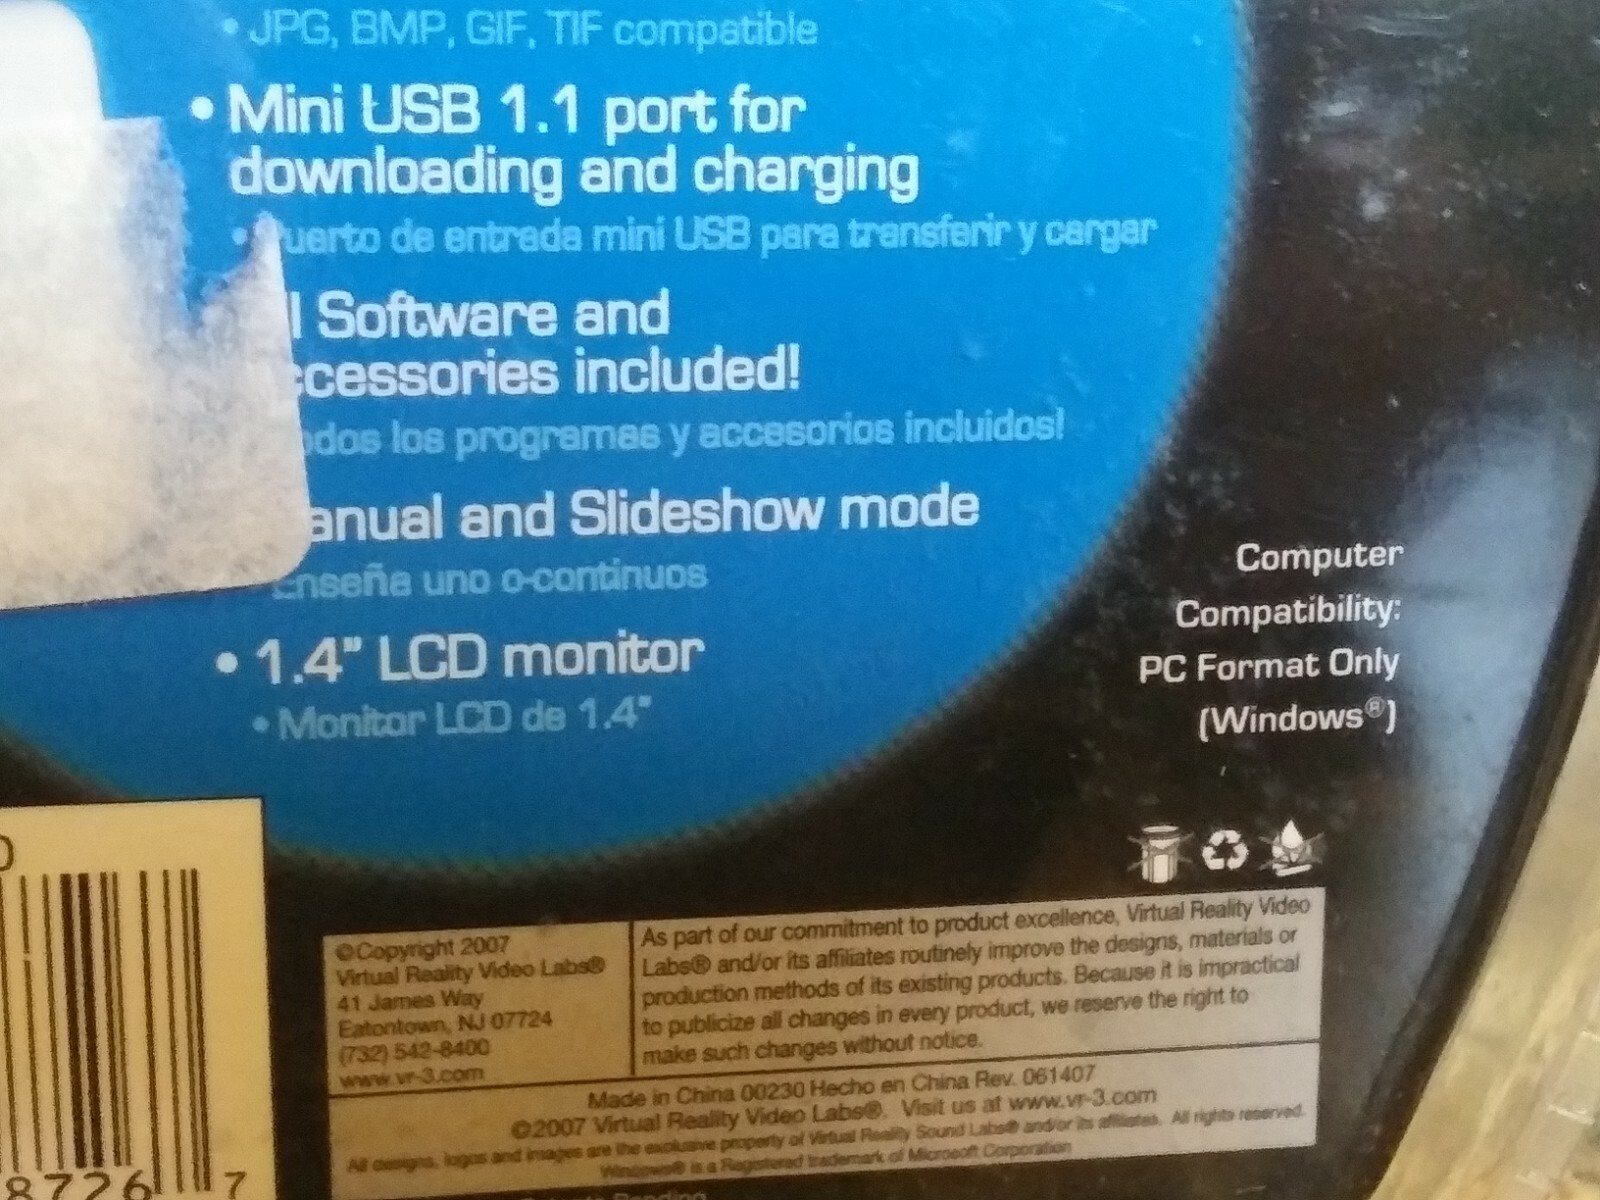 • JPG, BMP, GIF, TIF compatible
• Mini USB 1.1 port for
downloading and charging
• uerto de entrada mini USB para transferir y cargar
l Software and
ccessories included!
odos los programas y accesorios incluidos!
anual and Slideshow mode
Enseña uno o-continuos
• 1.4" LCD monitor
• Monitor LCD de 1.4"
Computer
Compatibility:
PC Format Only
(Windows®)
0
8726 7
©Copyright 2007
Virtual Reality Video Labs®
41 James Way
Eatontown, NJ 07724
(732) 542-8400
www.vr-3.com
As part of our commitment to product excellence, Virtual Reality Video
Labs® and/or its affiliates routinely improve the designs, materials or
production methods of its existing products. Because it is impractical
to publicize all changes in every product, we reserve the right to
make such changes without notice.
Made in China 00230 Hecho en China Rev. 061407
©2007 Virtual Reality Video Labs®. Visit us at www.vr-3.com
All designs, logos and images are the exclusive property of Virtual Reality Sound Labs® and/or its affiliates. All rights reserved.
Windows® is a Registered trademark of Microsoft Corporation
Pending